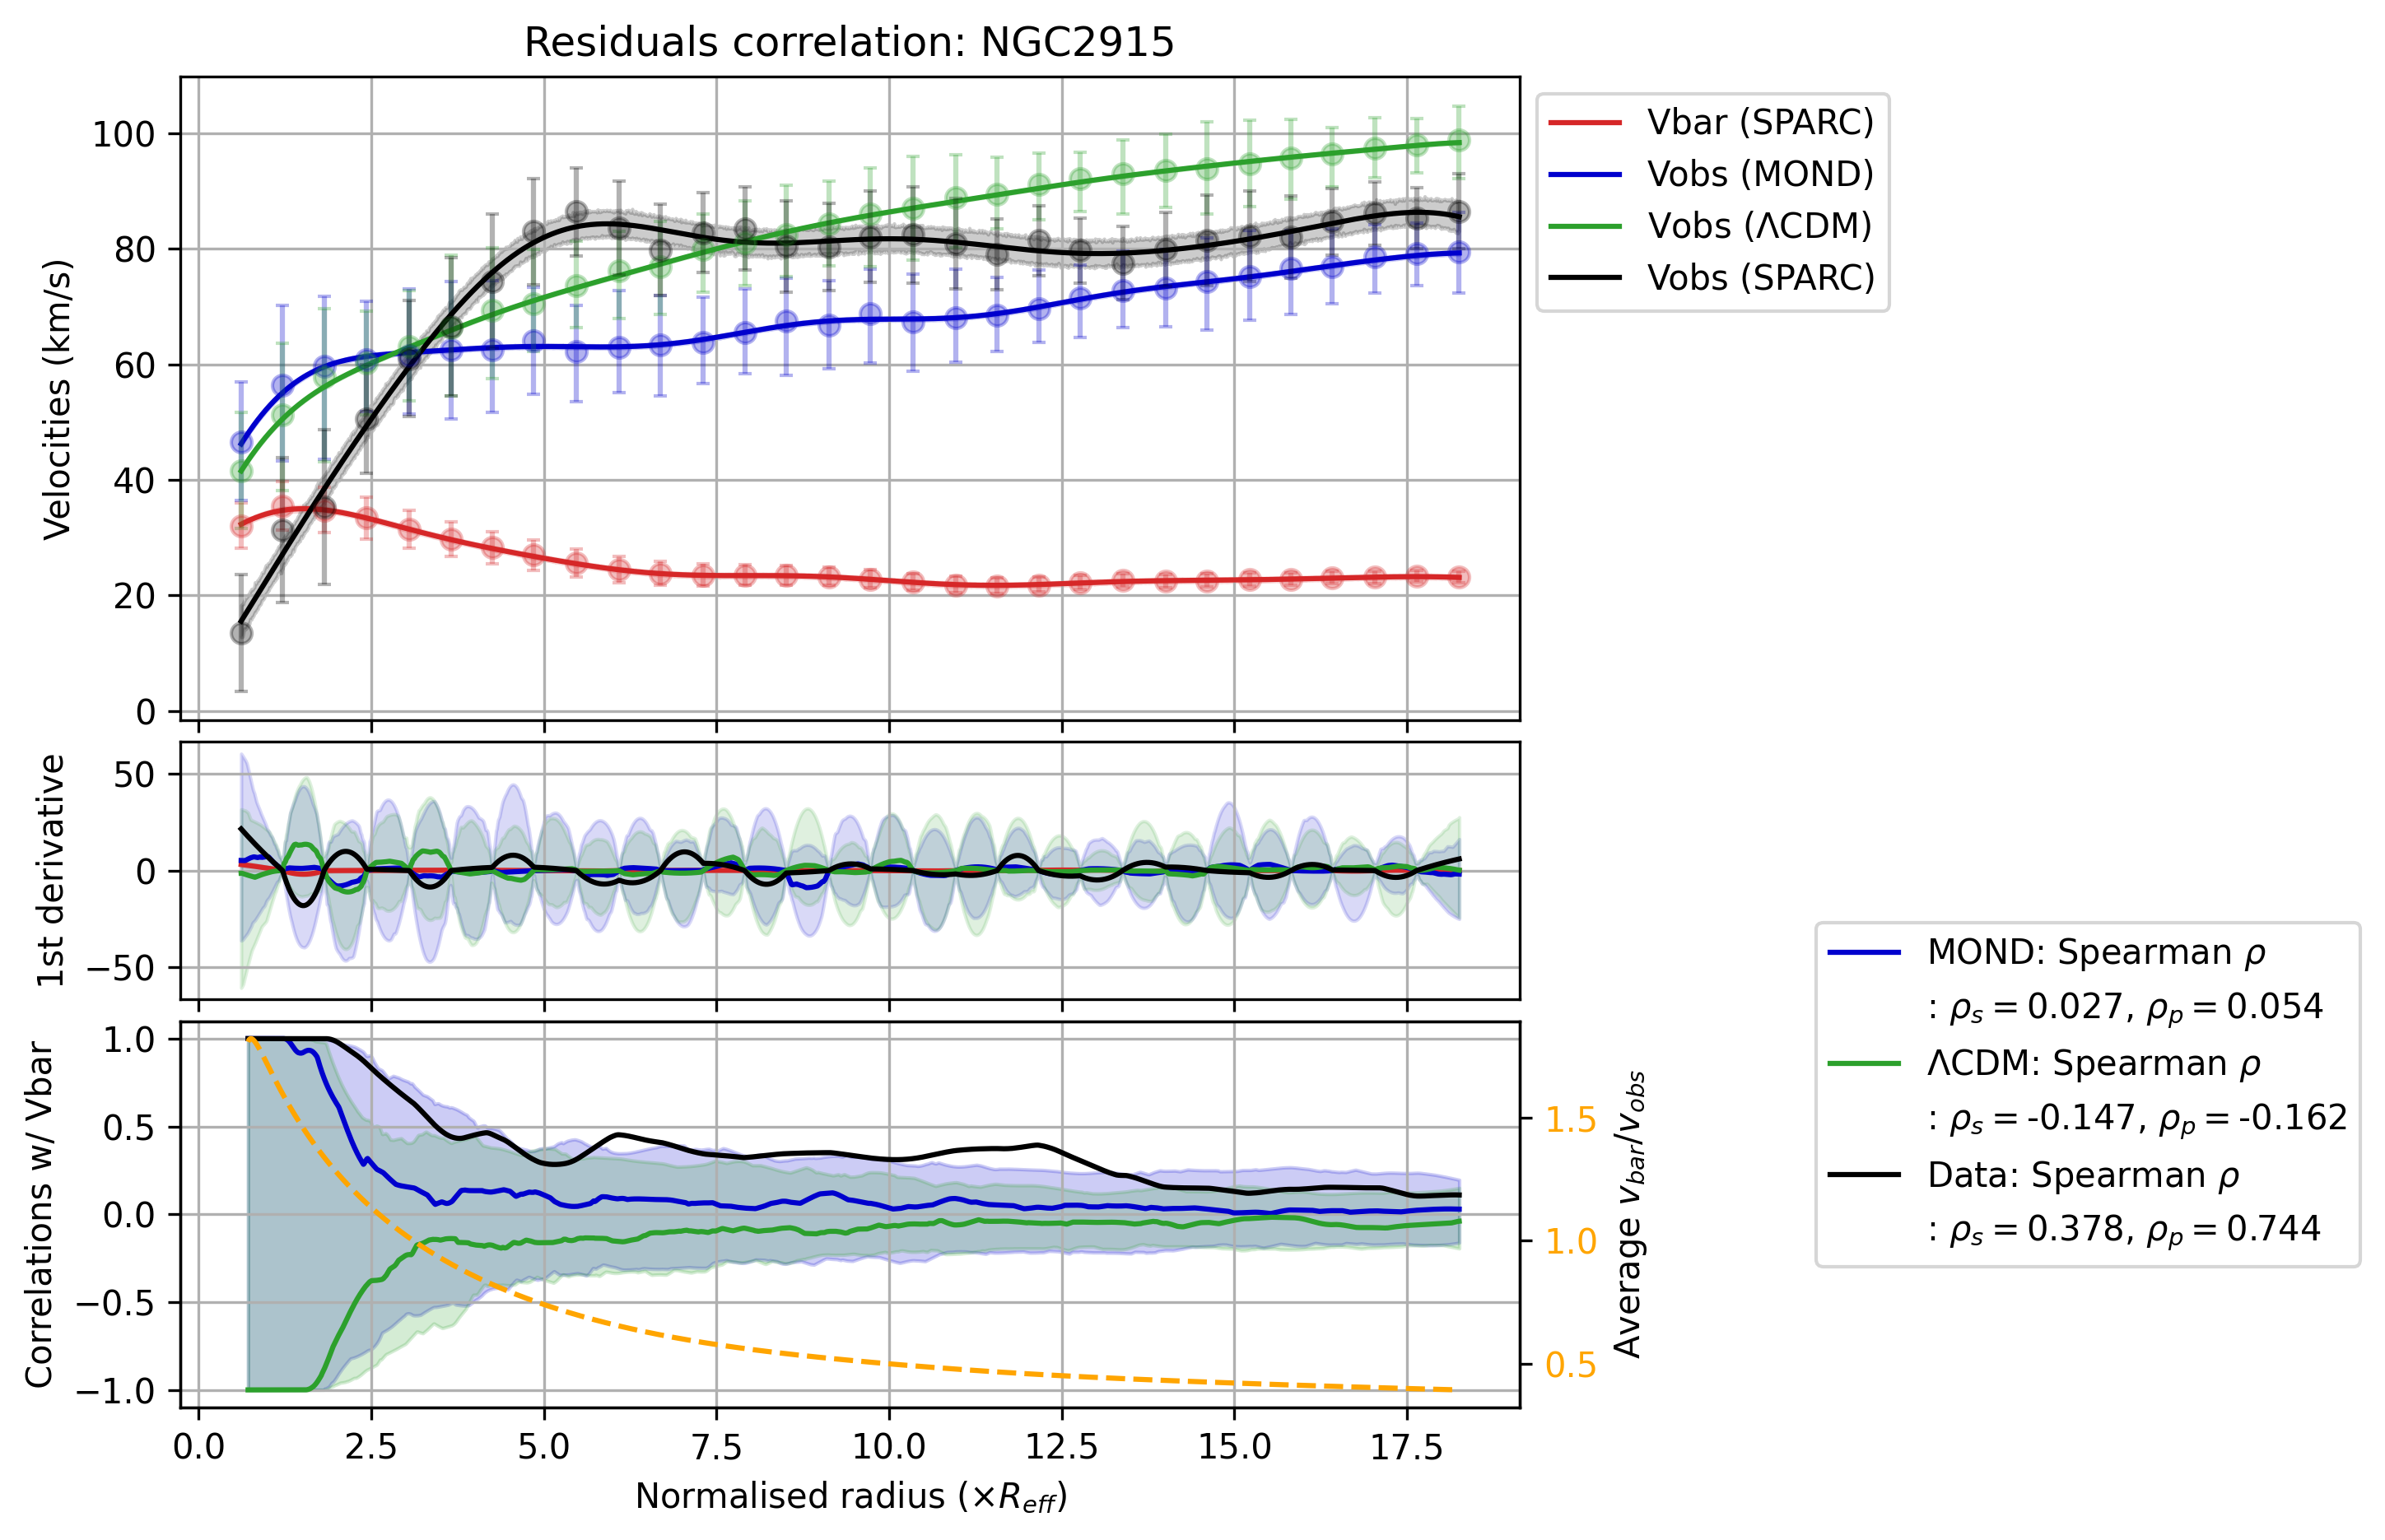 Residuals correlation: NGC2915
Velocities (km/s)
100
80
60
40
20
0
Vbar (SPARC)
Vobs (MOND)
Vobs (ΛCDM)
Vobs (SPARC)
1st derivative
50
0
−50
Correlations w/ Vbar
1.0
0.5
0.0
−0.5
−1.0
1.5
1.0
0.5
Average v_bar/v_obs
MOND: Spearman ρ
: ρ_s = 0.027, ρ_p = 0.054
ΛCDM: Spearman ρ
: ρ_s = -0.147, ρ_p = -0.162
Data: Spearman ρ
: ρ_s = 0.378, ρ_p = 0.744
0.0 2.5 5.0 7.5 10.0 12.5 15.0 17.5
Normalised radius (×R_eff)